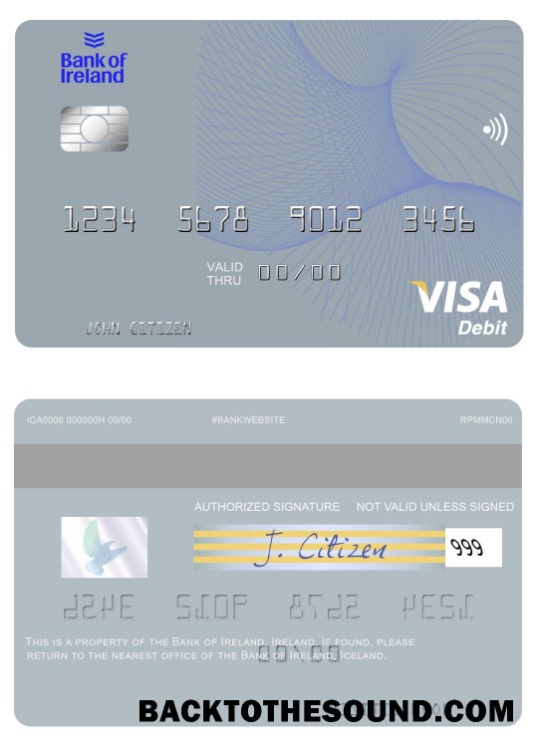 Bank of
Ireland
1234 5678 9012 3456
VALID
THRU 00/00
VISA
Debit
JOHN CITIZEN
ICA0000 000000H 00/00 #BANKWEBSITE RPMMCN00
AUTHORIZED SIGNATURE NOT VALID UNLESS SIGNED
J. Citizen 999
THIS IS A PROPERTY OF THE BANK OF IRELAND, IRELAND. IF FOUND, PLEASE
RETURN TO THE NEAREST OFFICE OF THE BANK OF IRELAND, ICELAND.
BACKTOTHESOUND.COM